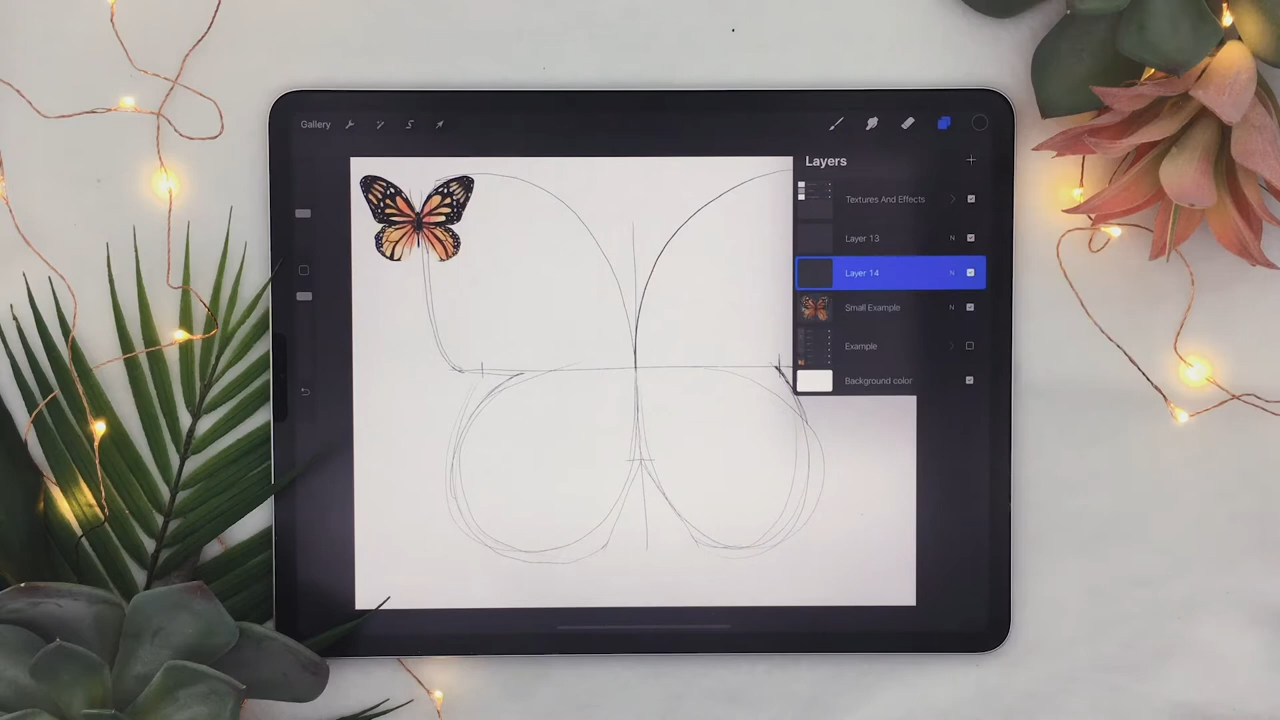 Gallery
Layers
Textures And Effects
Layer 13 N
Layer 14 N
Small Example N
Example
Background color